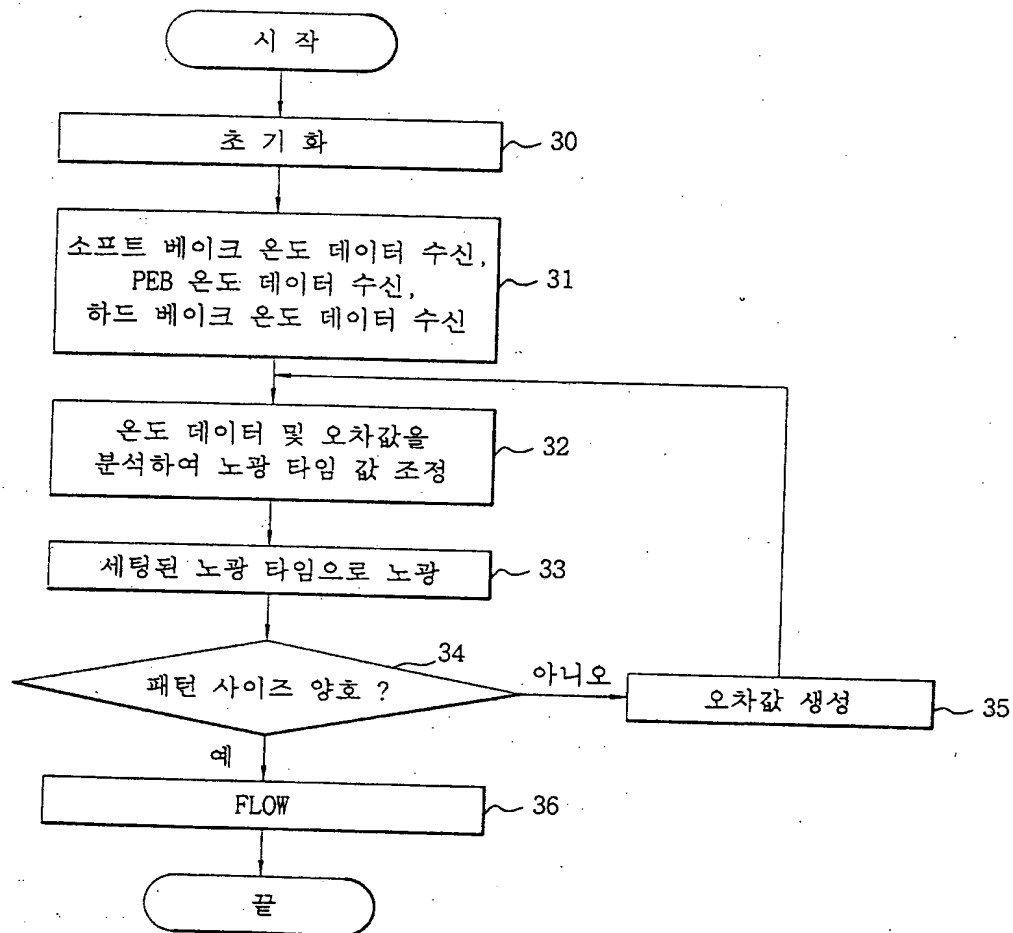 시 작
초 기 화
30
소프트 베이크 온도 데이터 수신,
PEB 온도 데이터 수신,
하드 베이크 온도 데이터 수신
31
온도 데이터 및 오차값을
분석하여 노광 타임 값 조정
32
세팅된 노광 타임으로 노광
33
34
패턴 사이즈 양호 ?
아니오
오차값 생성
35
예
FLOW
36
끝